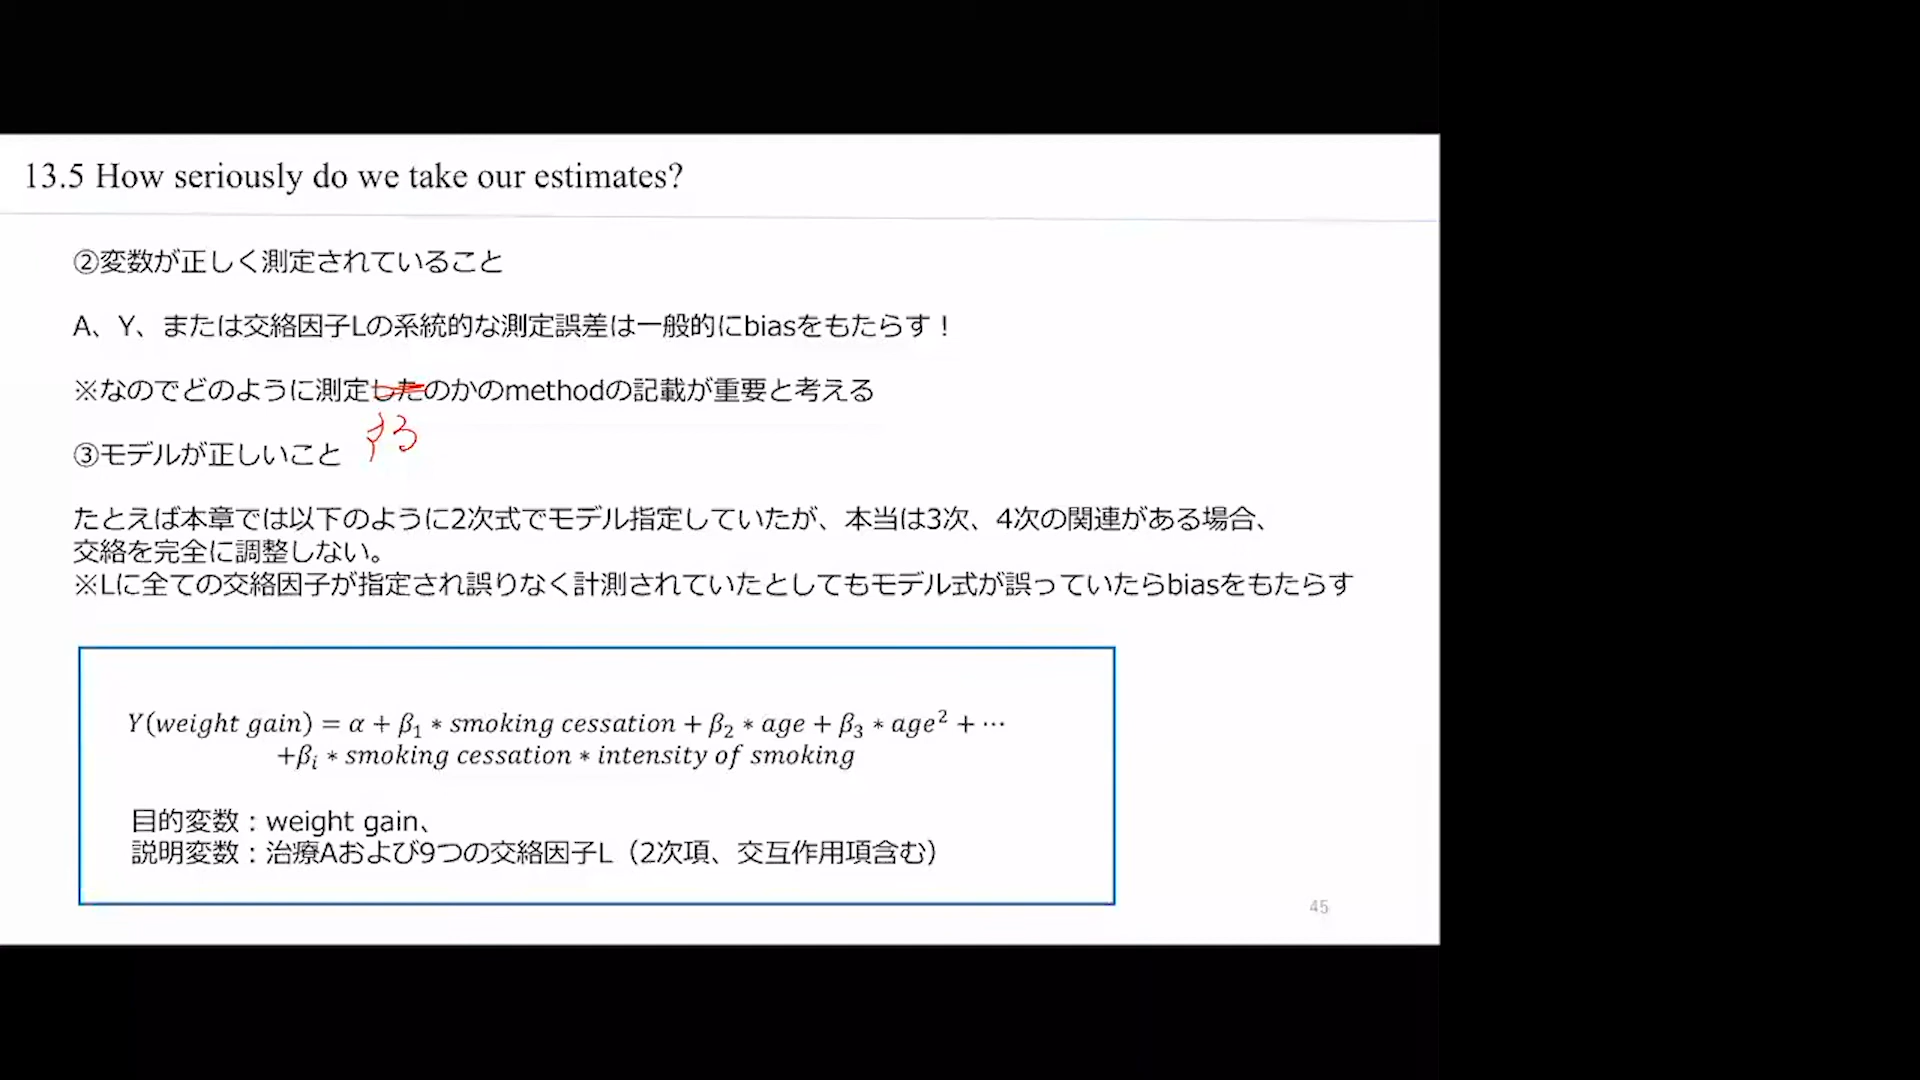 13.5 How seriously do we take our estimates?
②変数が正しく測定されていること
A、Y、または交絡因子Lの系統的な測定誤差は一般的にbiasをもたらす！
※なのでどのように測定したのかのmethodの記載が重要と考える
する
③モデルが正しいこと
たとえば本章では以下のように2次式でモデル指定していたが、本当は3次、4次の関連がある場合、
交絡を完全に調整しない。
※Lに全ての交絡因子が指定され誤りなく計測されていたとしてもモデル式が誤っていたらbiasをもたらす
Y(weight gain) = α + β₁ * smoking cessation + β₂ * age + β₃ * age² + ⋯
+βᵢ * smoking cessation * intensity of smoking
目的変数：weight gain、
説明変数：治療Aおよび9つの交絡因子L（2次項、交互作用項含む）
45